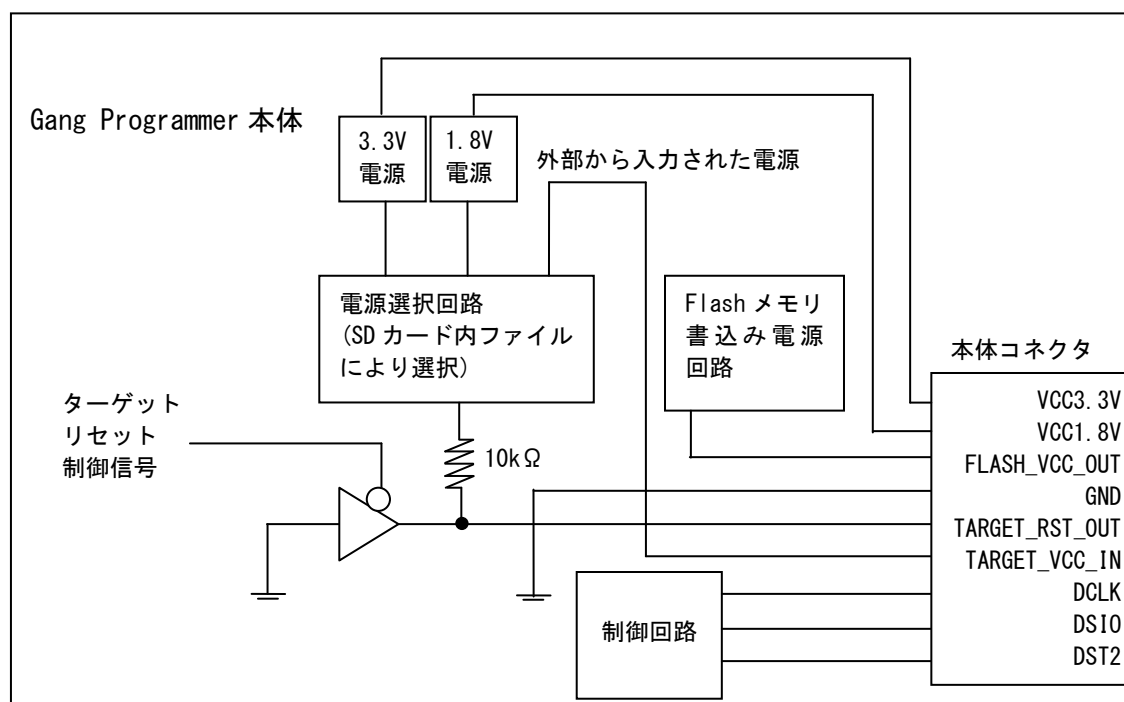 Gang Programmer 本体
3.3V
電源
1.8V
電源
外部から入力された電源
電源選択回路
(SD カード内ファイル
により選択)
Flash メモリ
書込み電源
回路
本体コネクタ
ターゲット
リセット
制御信号
10kΩ
VCC3.3V
VCC1.8V
FLASH_VCC_OUT
GND
TARGET_RST_OUT
TARGET_VCC_IN
DCLK
DSIO
DST2
制御回路